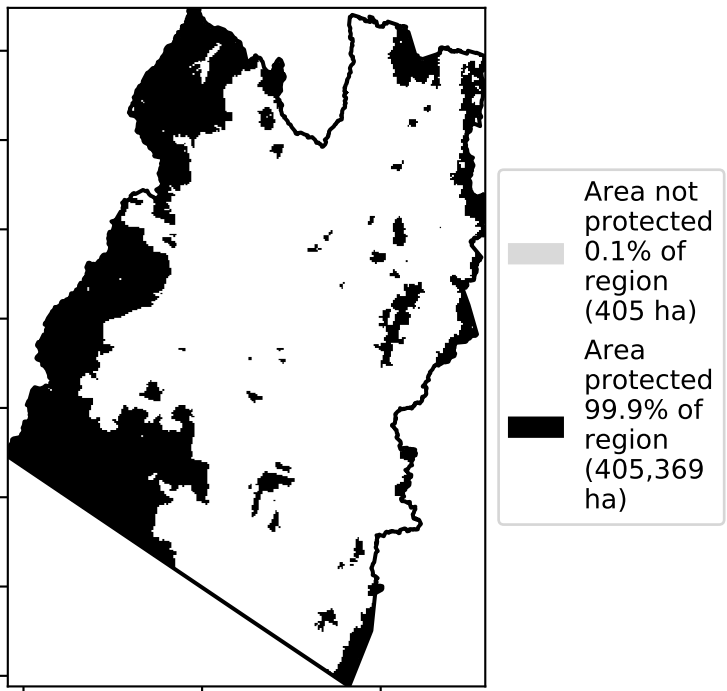 Area not
protected
0.1% of
region
(405 ha)
Area
protected
99.9% of
region
(405,369
ha)